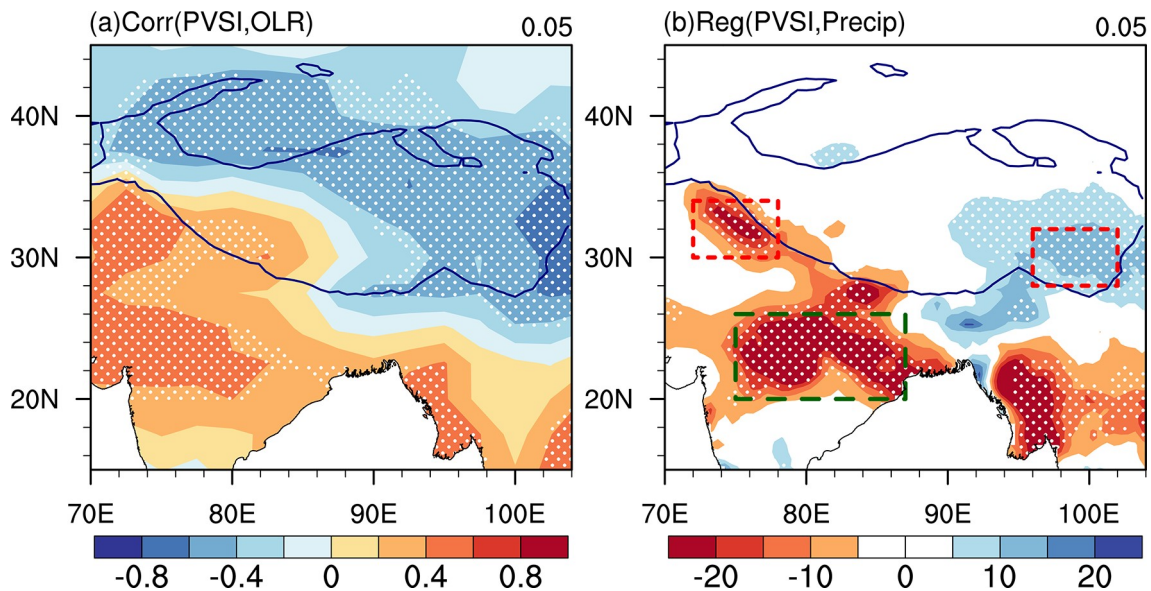 (a)Corr(PVSI,OLR) 0.05
40N
30N
20N
70E 80E 90E 100E
-0.8 -0.4 0 0.4 0.8
(b)Reg(PVSI,Precip) 0.05
40N
30N
20N
70E 80E 90E 100E
-20 -10 0 10 20